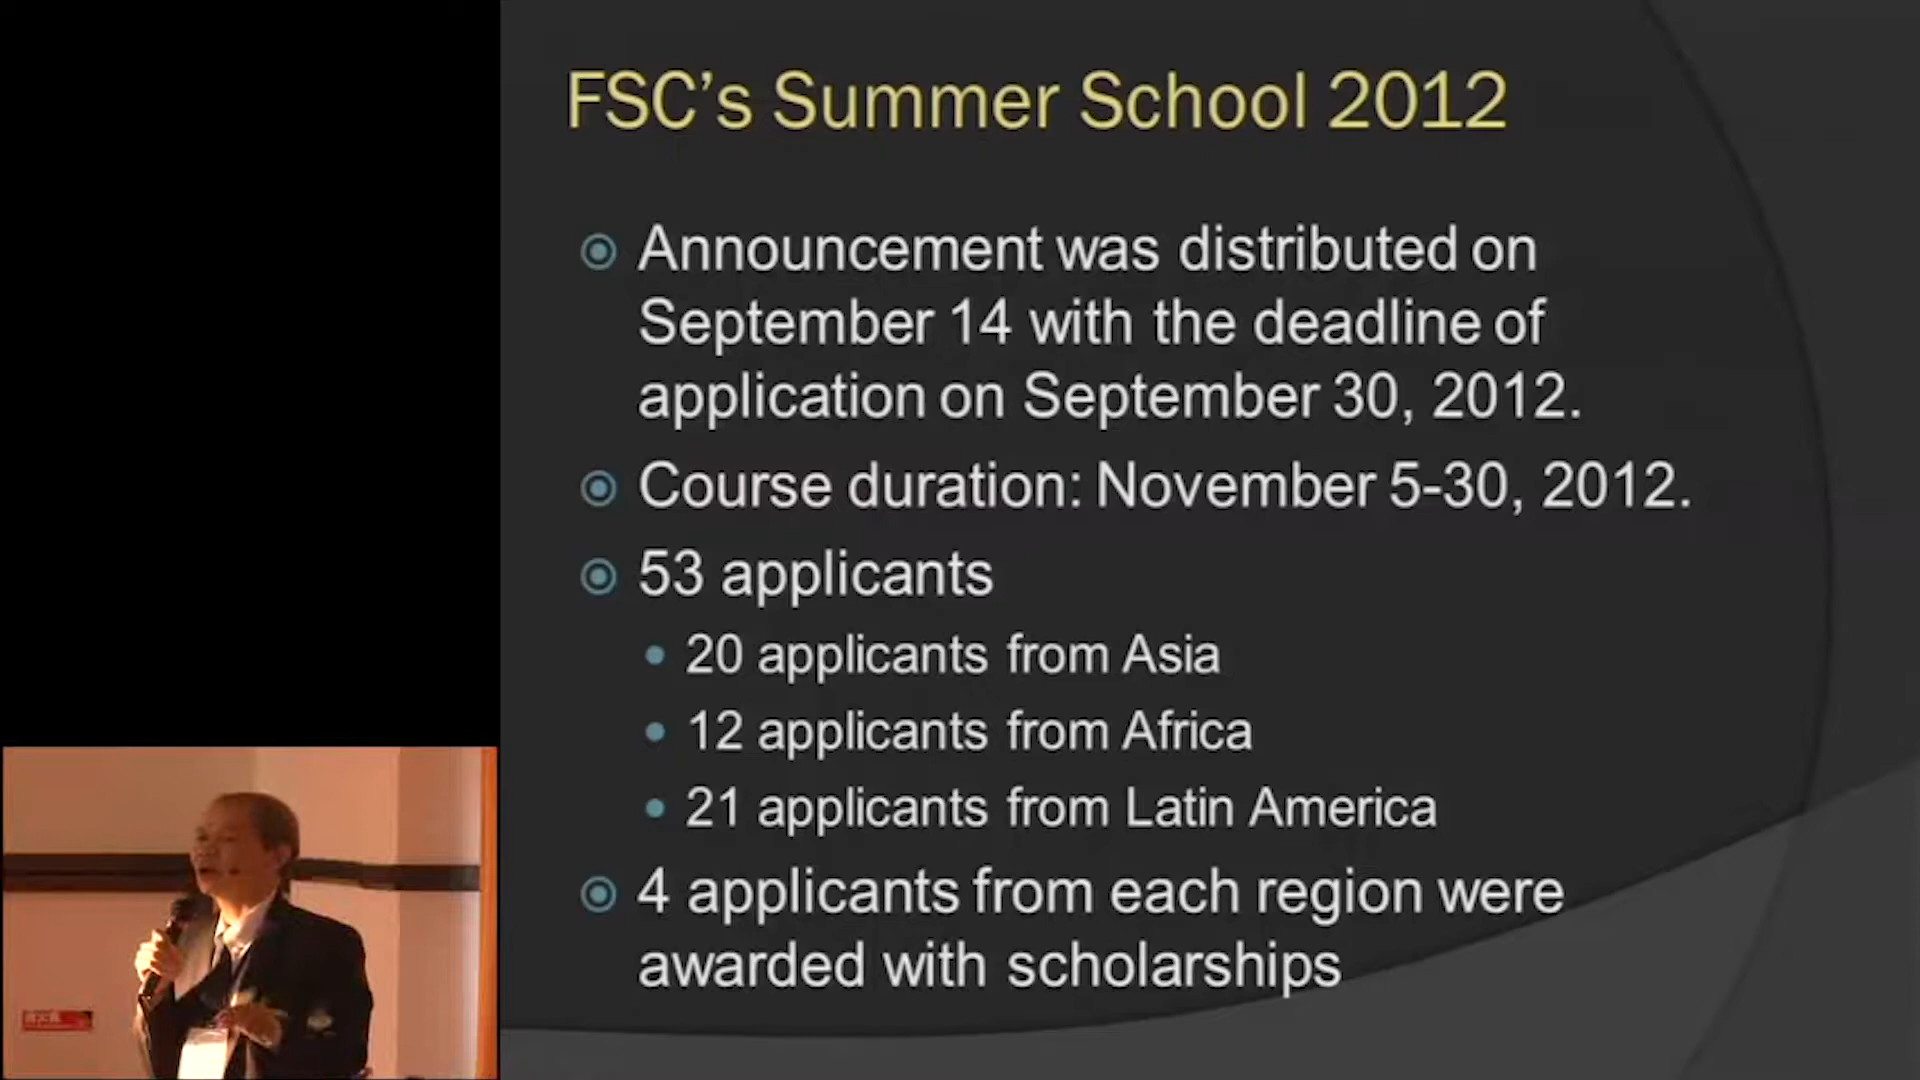 FSC's Summer School 2012
Announcement was distributed on
September 14 with the deadline of
application on September 30, 2012.
Course duration: November 5-30, 2012.
53 applicants
20 applicants from Asia
12 applicants from Africa
21 applicants from Latin America
4 applicants from each region were
awarded with scholarships